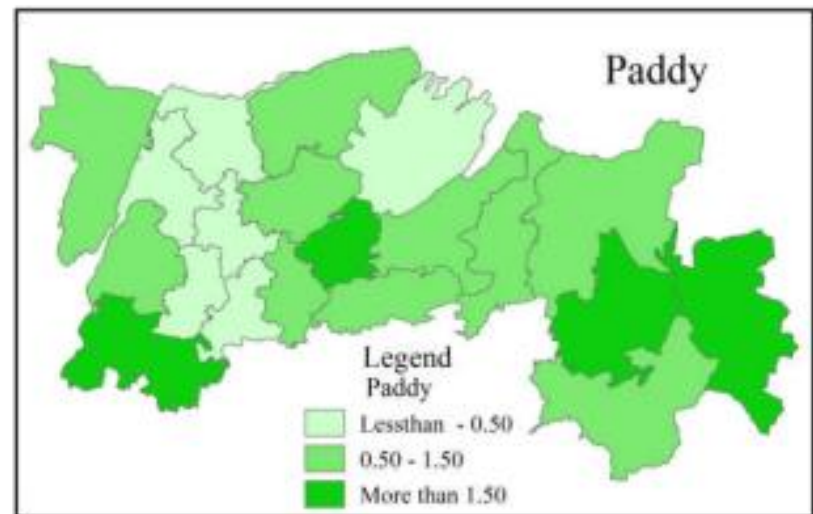 Paddy
Legend
Paddy
Lessthan - 0.50
0.50 - 1.50
More than 1.50